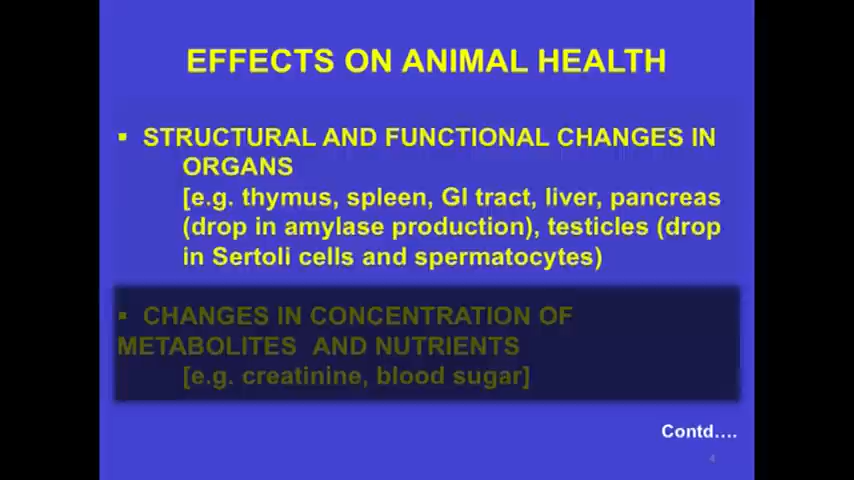 EFFECTS ON ANIMAL HEALTH
▪ STRUCTURAL AND FUNCTIONAL CHANGES IN
ORGANS
[e.g. thymus, spleen, GI tract, liver, pancreas
(drop in amylase production), testicles (drop
in Sertoli cells and spermatocytes)
▪ CHANGES IN CONCENTRATION OF
METABOLITES AND NUTRIENTS
[e.g. creatinine, blood sugar]
Contd....
4